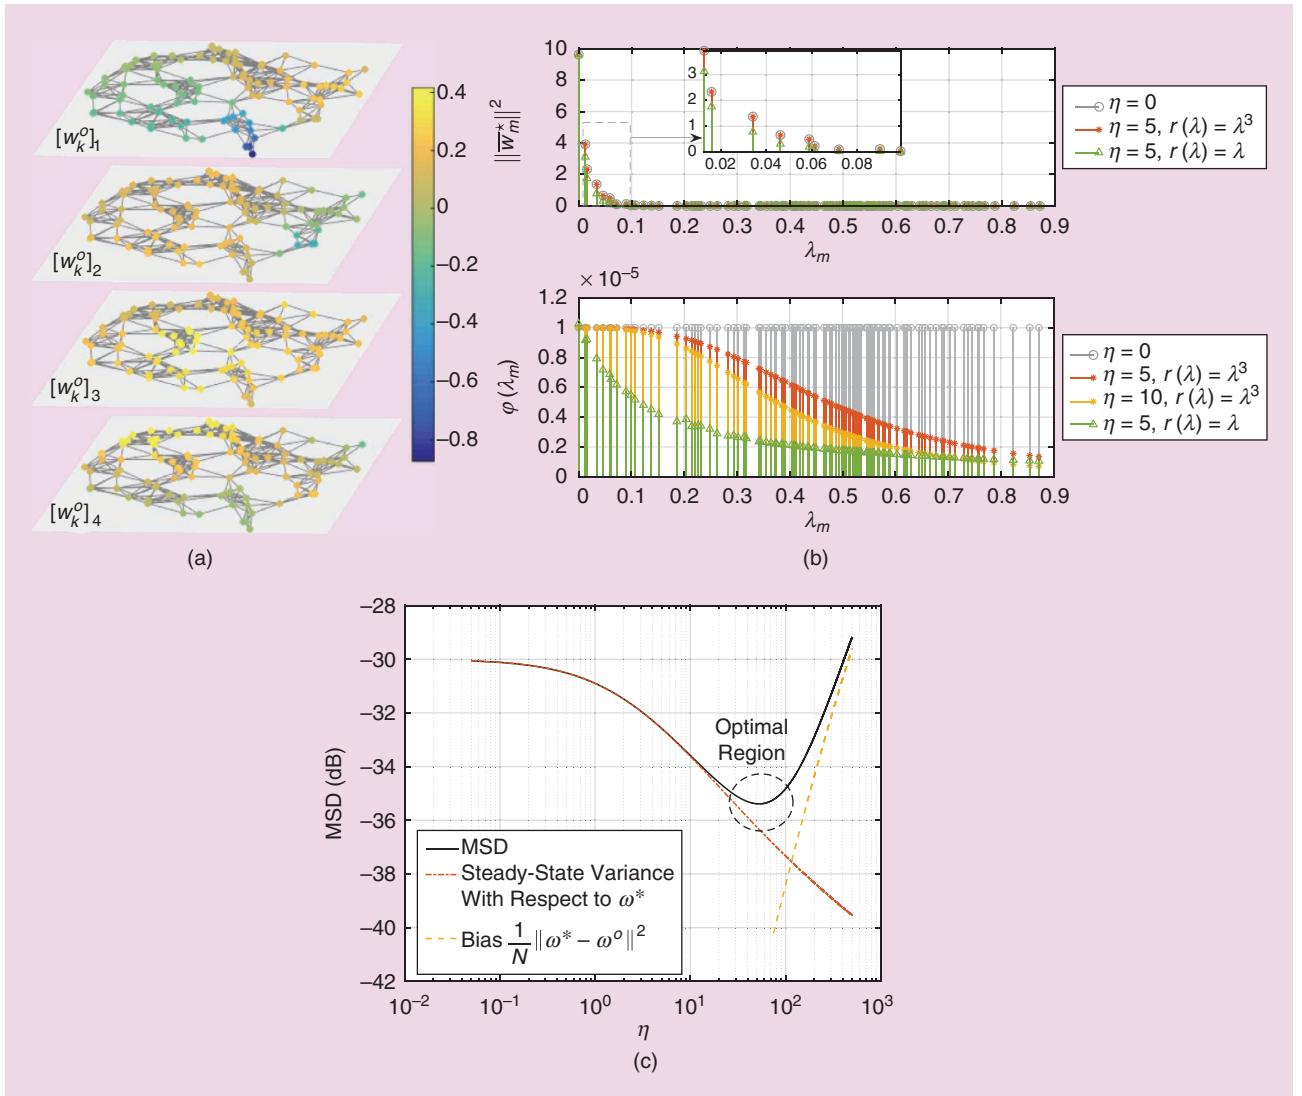 [w_k^o]_1
[w_k^o]_2
[w_k^o]_3
[w_k^o]_4
0.4
0.2
0
−0.2
−0.4
−0.6
−0.8
(a)
||w̅_m^⋆||^2
10
8
6
4
2
0
3
2
1
0
0.02 0.04 0.06 0.08
0 0.1 0.2 0.3 0.4 0.5 0.6 0.7 0.8 0.9
λ_m
η = 0
η = 5, r(λ) = λ^3
η = 5, r(λ) = λ
× 10^−5
φ(λ_m)
1.2
1
0.8
0.6
0.4
0.2
0
0 0.1 0.2 0.3 0.4 0.5 0.6 0.7 0.8 0.9
λ_m
η = 0
η = 5, r(λ) = λ^3
η = 10, r(λ) = λ^3
η = 5, r(λ) = λ
(b)
MSD (dB)
−28
−30
−32
−34
−36
−38
−40
−42
Optimal
Region
MSD
Steady-State Variance
With Respect to ω*
Bias 1/N ||ω* − ω^o||^2
10^−2 10^−1 10^0 10^1 10^2 10^3
η
(c)